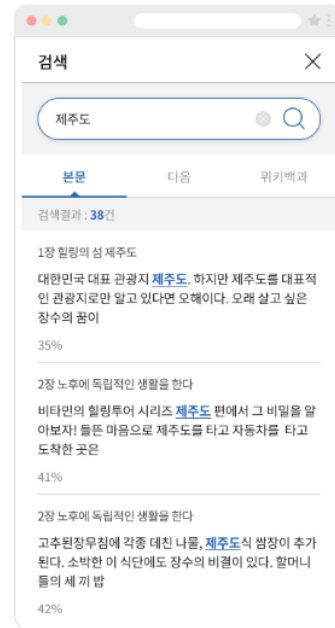 검색
제주도
본문 다음 위키백과
검색결과 : 38건
1장 힐링의 섬 제주도
대한민국 대표 관광지 제주도. 하지만 제주도를 대표적
인 관광지로만 알고 있다면 오해이다. 오래 살고 싶은
장수의 꿈이
35%
2장 노후에 독립적인 생활을 한다
비타민의 힐링투어 시리즈 제주도 편에서 그 비밀을 알
아보자! 들뜬 마음으로 제주도를 타고 자동차를 타고
도착한 곳은
41%
2장 노후에 독립적인 생활을 한다
고추된장무침에 각종 데친 나물, 제주도식 쌈장이 추가
된다. 소박한 이 식단에도 장수의 비결이 있다. 할머니
들의 세 끼 밥
42%